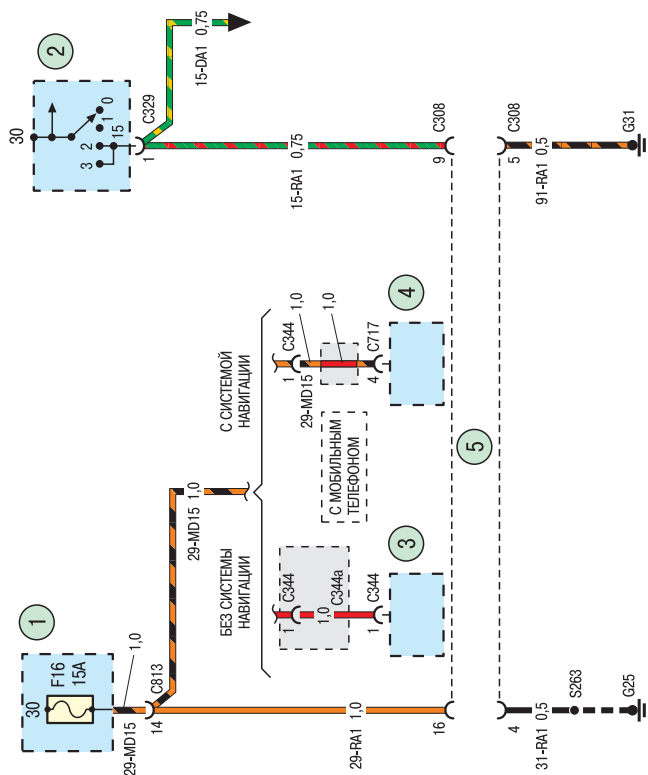 1
30
F16
15A
1,0
29-MD15
C813
14
29-MD15
1,0
2
30
3
2
1
0
15
C329
1
15-DA1 0,75
15-RA1
0,75
БЕЗ СИСТЕМЫ
НАВИГАЦИИ
С СИСТЕМОЙ
НАВИГАЦИИ
C344
1
1,0
C344a
C344
1
3
С МОБИЛЬНЫМ
ТЕЛЕФОНОМ
C344
1
1,0
29-MD15
1,0
C717
4
4
29-RA1
1,0
16
C308
9
5
C308
5
4
31-RA1 0,5
S263
G25
91-RA1 0,5
G31